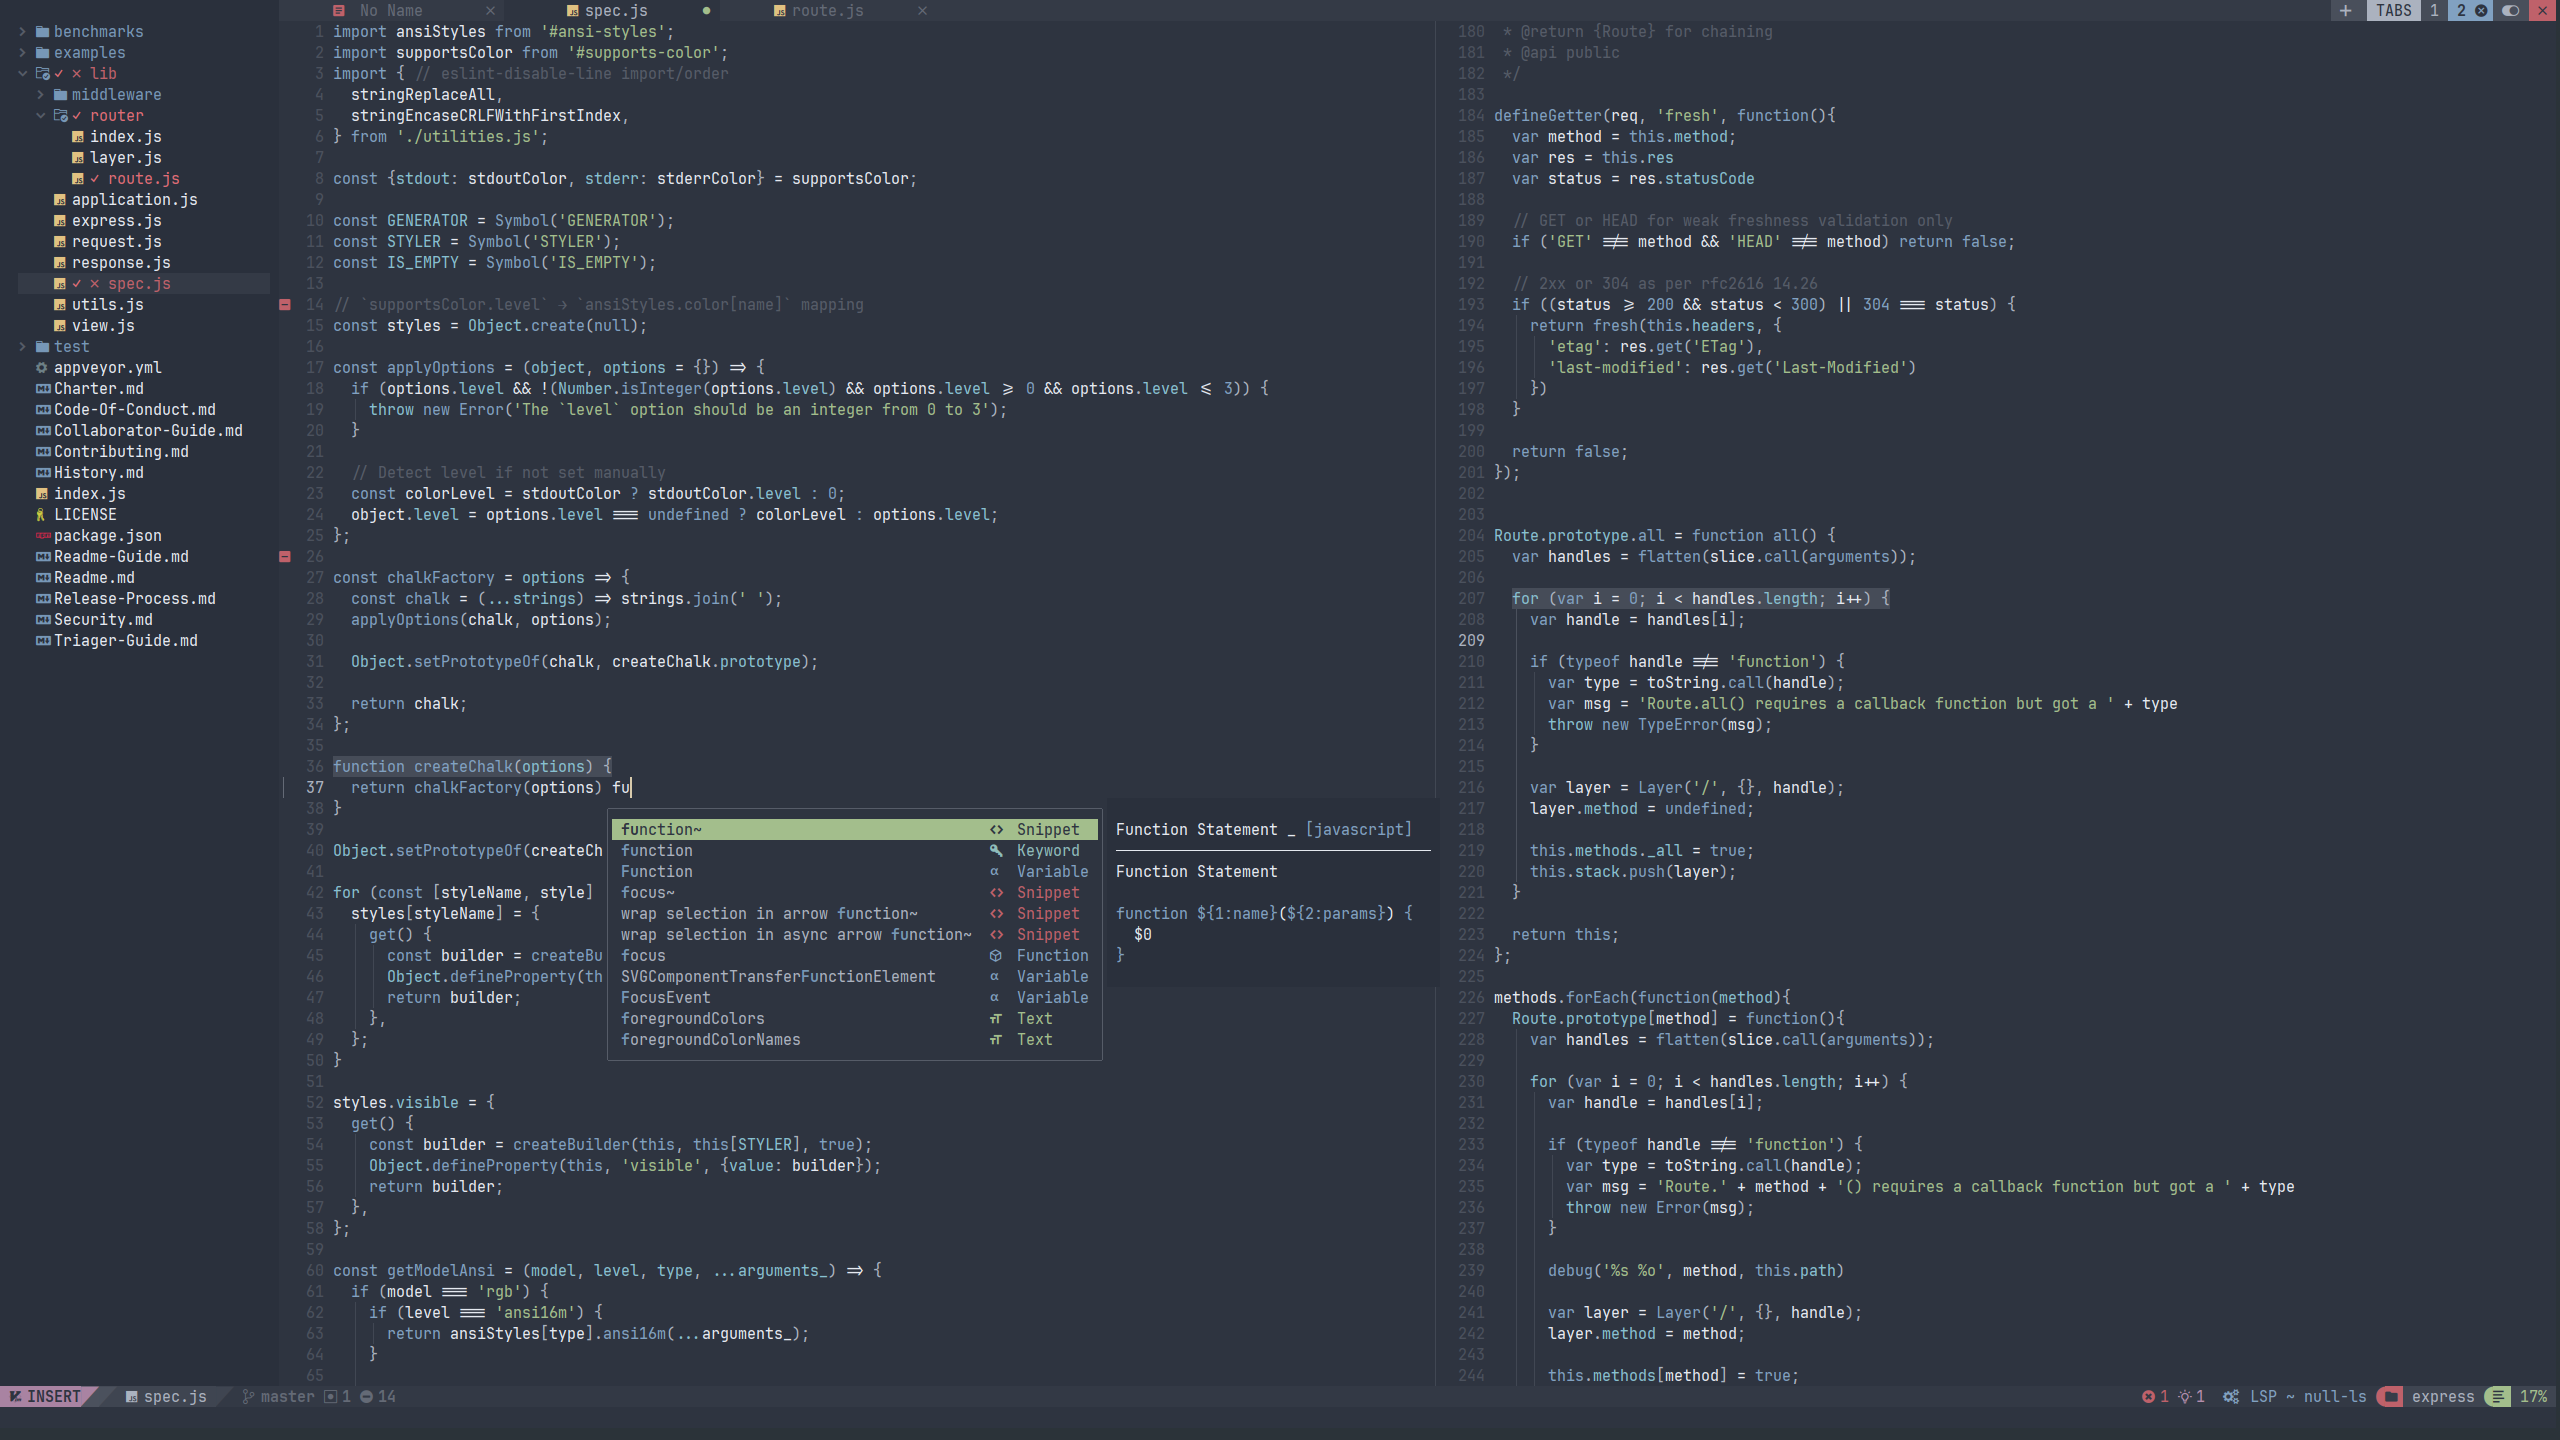 No Name
spec.js
route.js
TABS 1 2
benchmarks
examples
lib
middleware
router
index.js
layer.js
route.js
application.js
express.js
request.js
response.js
spec.js
utils.js
view.js
test
appveyor.yml
Charter.md
Code-Of-Conduct.md
Collaborator-Guide.md
Contributing.md
History.md
index.js
LICENSE
package.json
Readme-Guide.md
Readme.md
Release-Process.md
Security.md
Triager-Guide.md
1 import ansiStyles from '#ansi-styles';
2 import supportsColor from '#supports-color';
3 import { // eslint-disable-line import/order
4   stringReplaceAll,
5   stringEncaseCRLFWithFirstIndex,
6 } from './utilities.js';
7
8 const {stdout: stdoutColor, stderr: stderrColor} = supportsColor;
9
10 const GENERATOR = Symbol('GENERATOR');
11 const STYLER = Symbol('STYLER');
12 const IS_EMPTY = Symbol('IS_EMPTY');
13
14 // `supportsColor.level` → `ansiStyles.color[name]` mapping
15 const styles = Object.create(null);
16
17 const applyOptions = (object, options = {}) => {
18   if (options.level && !(Number.isInteger(options.level) && options.level >= 0 && options.level <= 3)) {
19     throw new Error('The `level` option should be an integer from 0 to 3');
20   }
21
22   // Detect level if not set manually
23   const colorLevel = stdoutColor ? stdoutColor.level : 0;
24   object.level = options.level === undefined ? colorLevel : options.level;
25 };
26
27 const chalkFactory = options => {
28   const chalk = (...strings) => strings.join(' ');
29   applyOptions(chalk, options);
30
31   Object.setPrototypeOf(chalk, createChalk.prototype);
32
33   return chalk;
34 };
35
36 function createChalk(options) {
37   return chalkFactory(options) fu
38 }
39
40 Object.setPrototypeOf(createCh
41
42 for (const [styleName, style]
43   styles[styleName] = {
44     get() {
45       const builder = createBu
46       Object.defineProperty(th
47       return builder;
48     },
49   };
50 }
51
52 styles.visible = {
53   get() {
54     const builder = createBuilder(this, this[STYLER], true);
55     Object.defineProperty(this, 'visible', {value: builder});
56     return builder;
57   },
58 };
59
60 const getModelAnsi = (model, level, type, ...arguments_) => {
61   if (model === 'rgb') {
62     if (level === 'ansi16m') {
63       return ansiStyles[type].ansi16m(...arguments_);
64     }
65
function~ Snippet
function Keyword
Function α Variable
focus~ Snippet
wrap selection in arrow function~ Snippet
wrap selection in async arrow function~ Snippet
focus Function
SVGComponentTransferFunctionElement α Variable
FocusEvent α Variable
foregroundColors Text
foregroundColorNames Text
Function Statement _ [javascript]
Function Statement
function ${1:name}(${2:params}) {
  $0
}
180  * @return {Route} for chaining
181  * @api public
182  */
183
184 defineGetter(req, 'fresh', function(){
185   var method = this.method;
186   var res = this.res
187   var status = res.statusCode
188
189   // GET or HEAD for weak freshness validation only
190   if ('GET' !== method && 'HEAD' !== method) return false;
191
192   // 2xx or 304 as per rfc2616 14.26
193   if ((status >= 200 && status < 300) || 304 === status) {
194     return fresh(this.headers, {
195       'etag': res.get('ETag'),
196       'last-modified': res.get('Last-Modified')
197     })
198   }
199
200   return false;
201 });
202
203
204 Route.prototype.all = function all() {
205   var handles = flatten(slice.call(arguments));
206
207   for (var i = 0; i < handles.length; i++) {
208     var handle = handles[i];
209
210     if (typeof handle !== 'function') {
211       var type = toString.call(handle);
212       var msg = 'Route.all() requires a callback function but got a ' + type
213       throw new TypeError(msg);
214     }
215
216     var layer = Layer('/', {}, handle);
217     layer.method = undefined;
218
219     this.methods._all = true;
220     this.stack.push(layer);
221   }
222
223   return this;
224 };
225
226 methods.forEach(function(method){
227   Route.prototype[method] = function(){
228     var handles = flatten(slice.call(arguments));
229
230     for (var i = 0; i < handles.length; i++) {
231       var handle = handles[i];
232
233       if (typeof handle !== 'function') {
234         var type = toString.call(handle);
235         var msg = 'Route.' + method + '() requires a callback function but got a ' + type
236         throw new Error(msg);
237       }
238
239       debug('%s %o', method, this.path)
240
241       var layer = Layer('/', {}, handle);
242       layer.method = method;
243
244       this.methods[method] = true;
INSERT spec.js master 1 14
1 1 LSP ~ null-ls express 17%